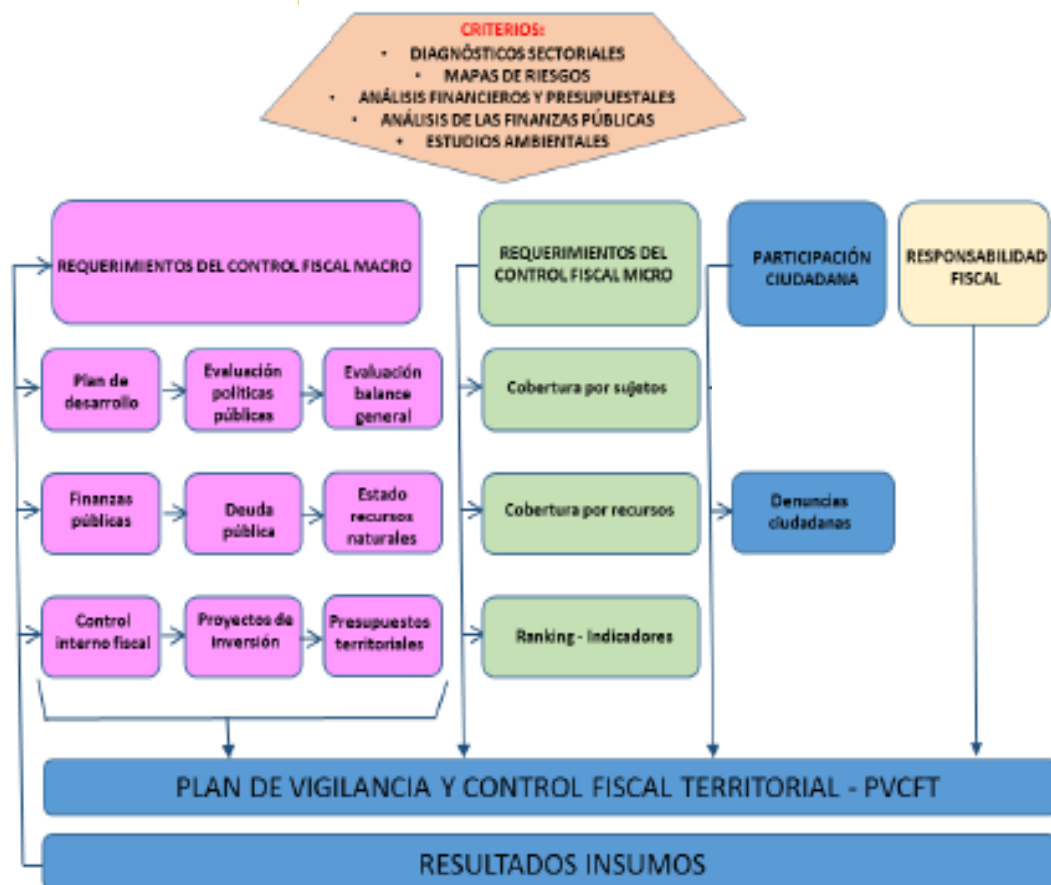 CRITERIOS:
• DIAGNÓSTICOS SECTORIALES
• MAPAS DE RIESGOS
• ANÁLISIS FINANCIEROS Y PRESUPUESTALES
• ANÁLISIS DE LAS FINANZAS PÚBLICAS
• ESTUDIOS AMBIENTALES
REQUERIMIENTOS DEL CONTROL FISCAL MACRO
REQUERIMIENTOS DEL
CONTROL FISCAL MICRO
PARTICIPACIÓN
CIUDADANA
RESPONSABILIDAD
FISCAL
Plan de
desarrollo
Evaluación
políticas
públicas
Evaluación
balance
general
Cobertura por sujetos
Finanzas
públicas
Deuda
pública
Estado
recursos
naturales
Cobertura por recursos
Denuncias
ciudadanas
Control
interno fiscal
Proyectos de
inversión
Presupuestos
territoriales
Ranking - Indicadores
PLAN DE VIGILANCIA Y CONTROL FISCAL TERRITORIAL - PVCFT
RESULTADOS INSUMOS